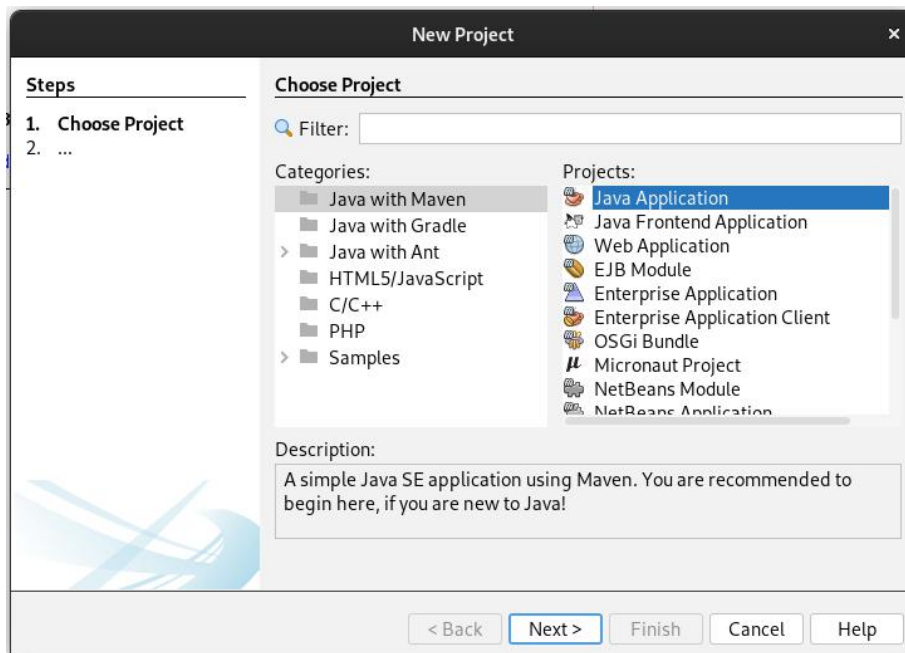 New Project
Steps
1. Choose Project
2. ...
Choose Project
Filter:
Categories:
Java with Maven
Java with Gradle
Java with Ant
HTML5/JavaScript
C/C++
PHP
Samples
Projects:
Java Application
Java Frontend Application
Web Application
EJB Module
Enterprise Application
Enterprise Application Client
OSGi Bundle
Micronaut Project
NetBeans Module
NetBeans Application
Description:
A simple Java SE application using Maven. You are recommended to
begin here, if you are new to Java!
< Back Next > Finish Cancel Help